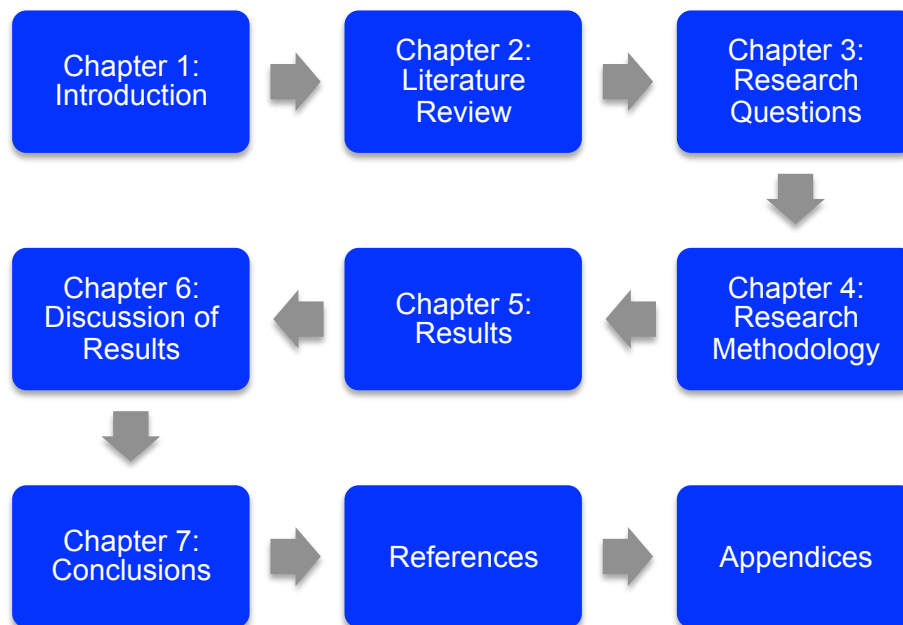 Chapter 1:
Introduction
Chapter 2:
Literature
Review
Chapter 3:
Research
Questions
Chapter 4:
Research
Methodology
Chapter 5:
Results
Chapter 6:
Discussion of
Results
Chapter 7:
Conclusions
References
Appendices